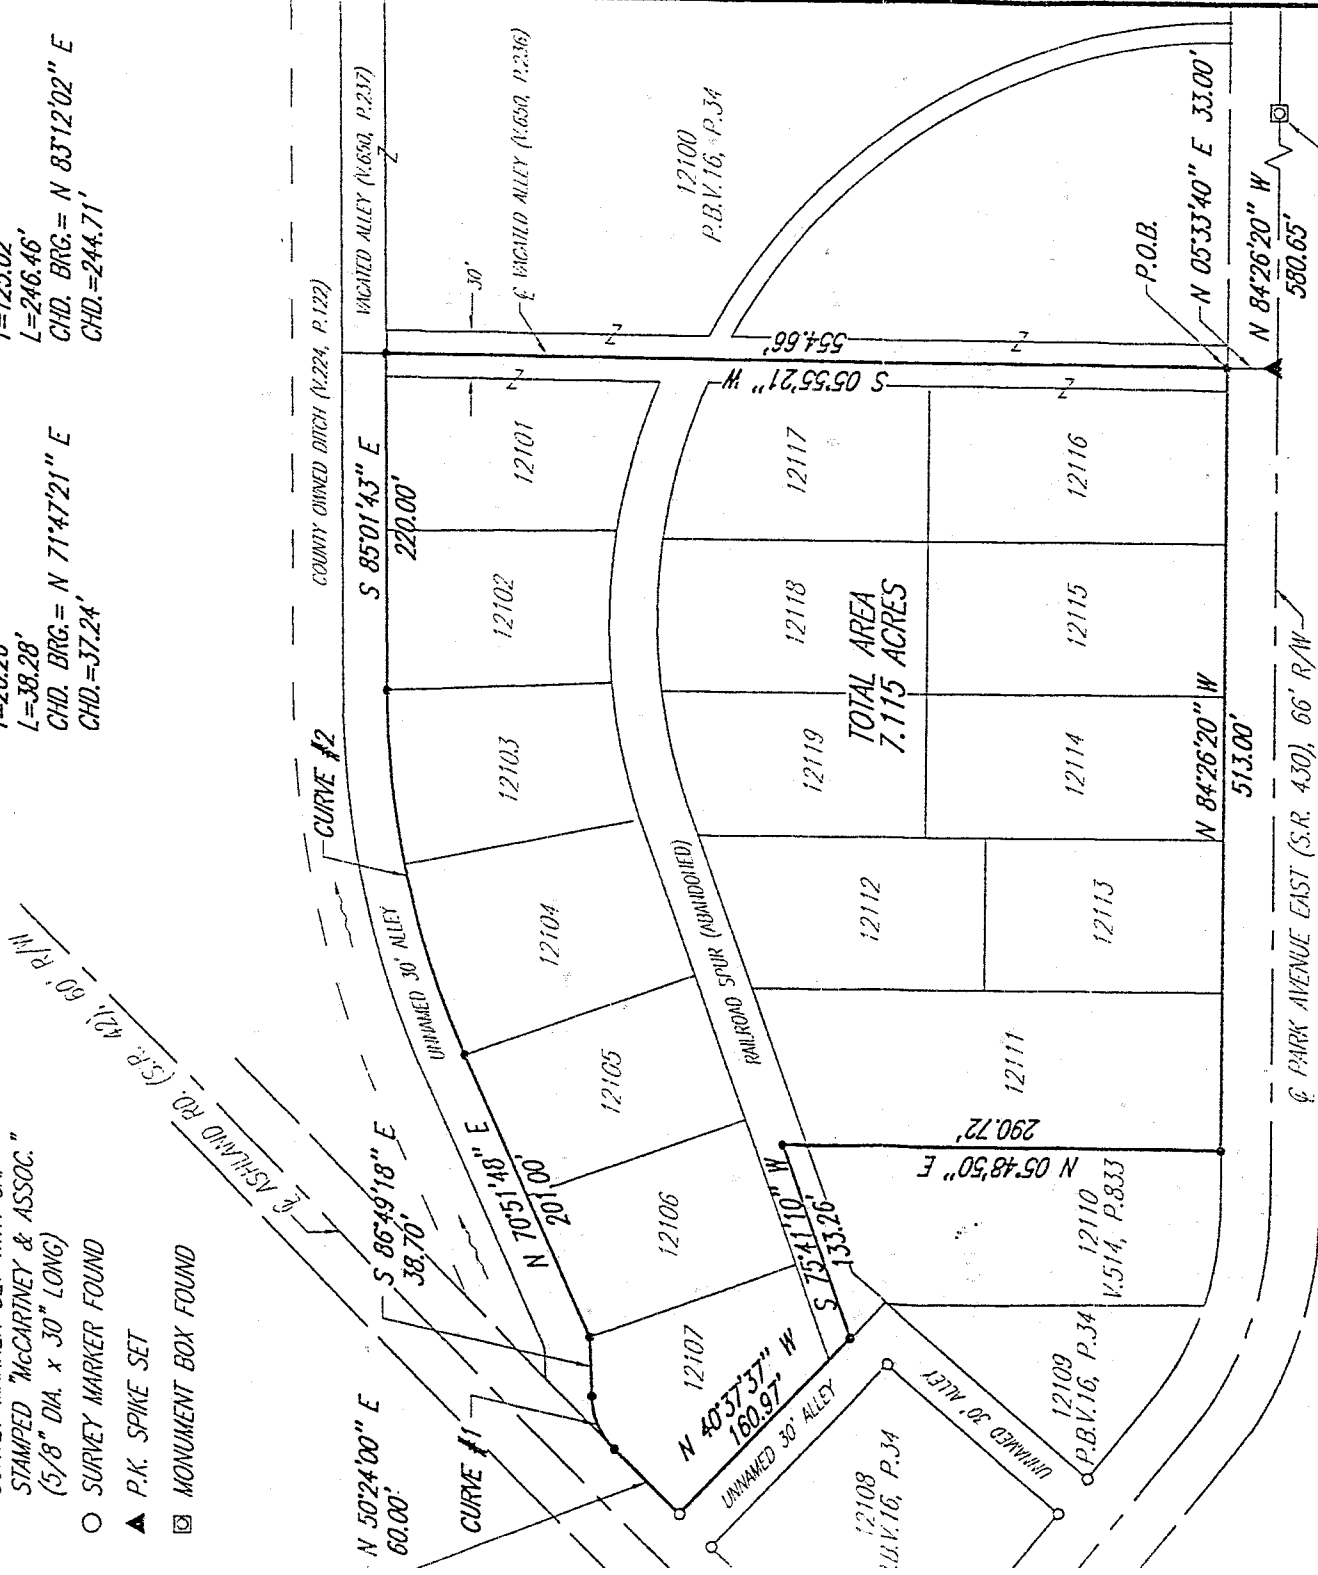 L=246.46'
CHD. BRG.= N 83°12'02" E
CHD.=244.71'
L=38.28'
CHD. BRG.= N 71°47'21" E
CHD.=37.24'
STAMPED "McCARTNEY & ASSOC."
(5/8" DIA. x 30" LONG)
SURVEY MARKER FOUND
P.K. SPIKE SET
MONUMENT BOX FOUND
℄ ASHLAND RD. (S.R. 42), 60' R/W
COUNTY OWNED DITCH (V.224, P.122)
VACATED ALLEY (V.650, P.237)
℄ VACATED ALLEY (V.650, P.236)
30'
UNNAMED 30' ALLEY
CURVE #2
S 85°01'43" E
220.00'
S 86°49'18" E
38.70'
N 70°51'48" E
201.00'
N 50°24'00" E
60.00'
CURVE #1
12100
P.B.V.16, P.34
12101
12102
12103
12104
12105
12106
12107
554.66'
S 05°55'21" W
RAILROAD SPUR (ABANDONED)
12117
12118
12119
12112
TOTAL AREA
7.115 ACRES
12116
12115
12114
12113
12111
S 75°41'10" W
133.26'
N 40°37'37" W
160.97'
UNNAMED 30' ALLEY
290.72'
N 05°48'50" E
12110
V.514, P.833
12109
P.B.V.16, P.34
UNNAMED 30' ALLEY
12108
P.34
P.O.B.
N 05°33'40" E 33.00'
N 84°26'20" W
580.65'
N 84°26'20" W
513.00'
℄ PARK AVENUE EAST (S.R. 430), 66' R/W